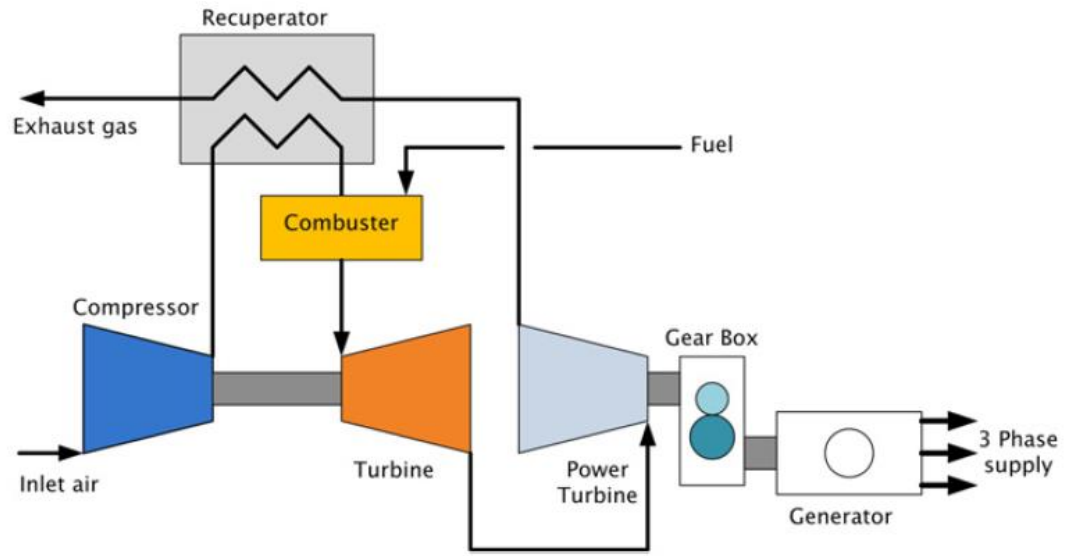 Recuperator
Exhaust gas
Fuel
Combuster
Compressor
Gear Box
Inlet air
Turbine
Power
Turbine
3 Phase
supply
Generator